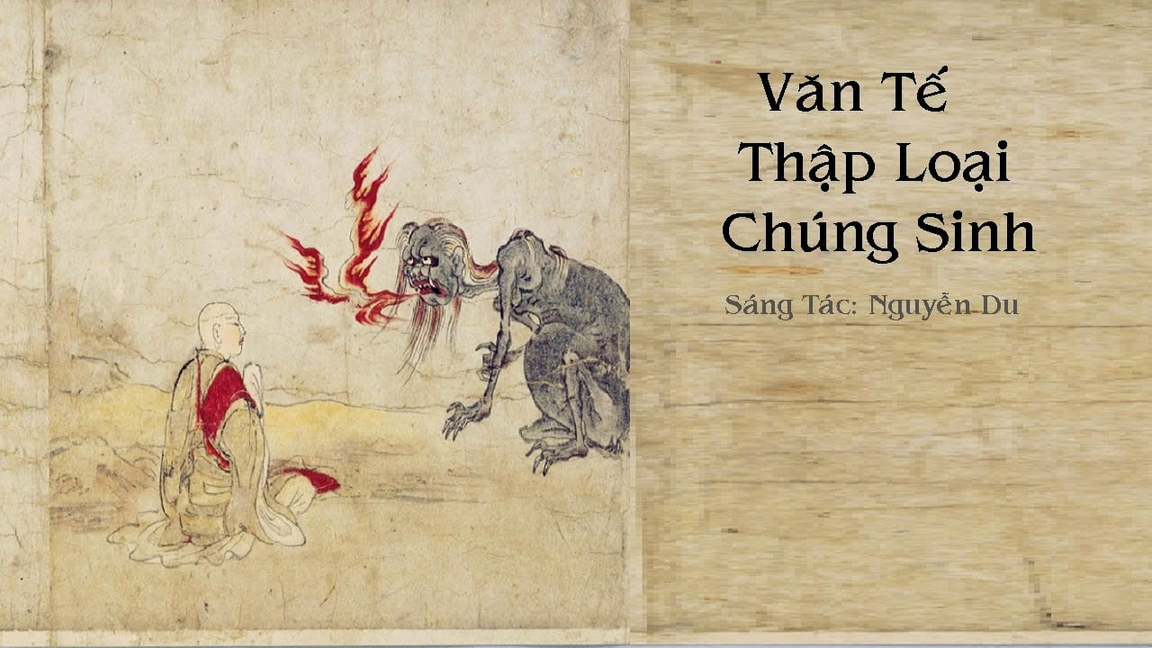 Văn Tế
Thập Loại
Chúng Sinh
Sáng Tác: Nguyễn Du